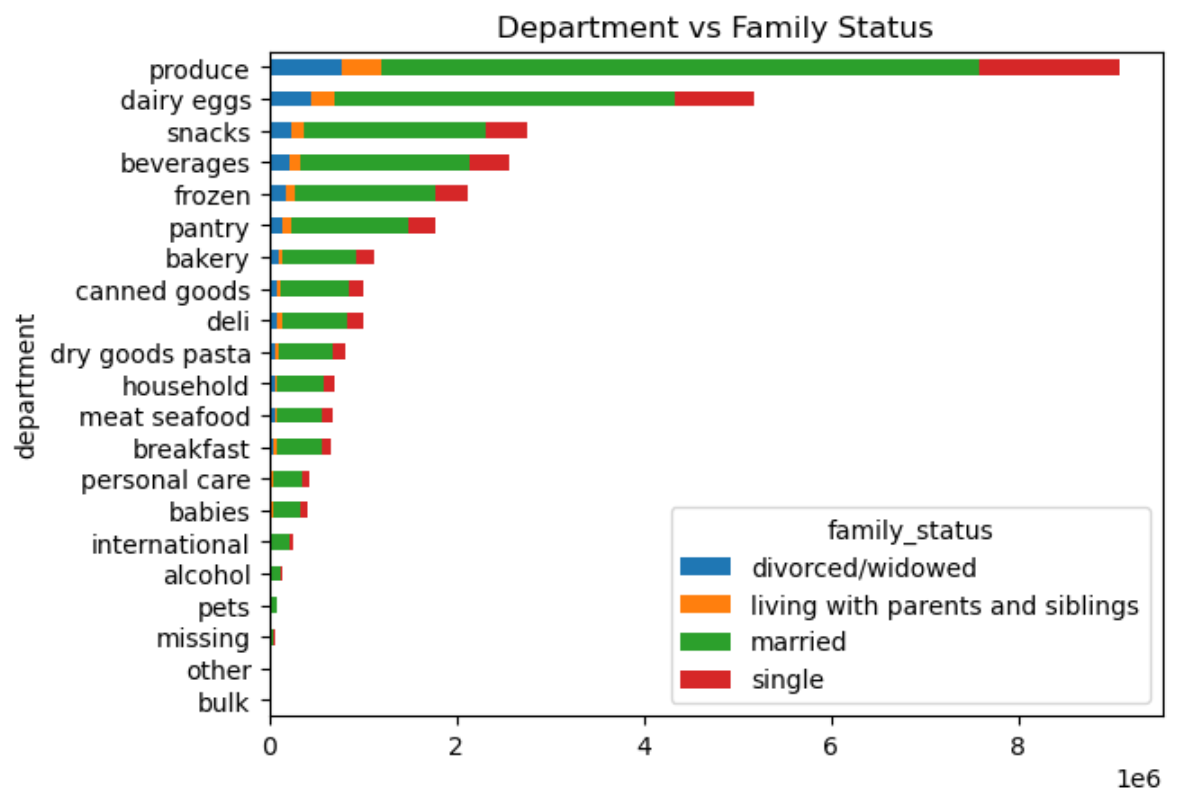 Department vs Family Status
department
produce
dairy eggs
snacks
beverages
frozen
pantry
bakery
canned goods
deli
dry goods pasta
household
meat seafood
breakfast
personal care
babies
international
alcohol
pets
missing
other
bulk
family_status
divorced/widowed
living with parents and siblings
married
single
0 2 4 6 8
1e6